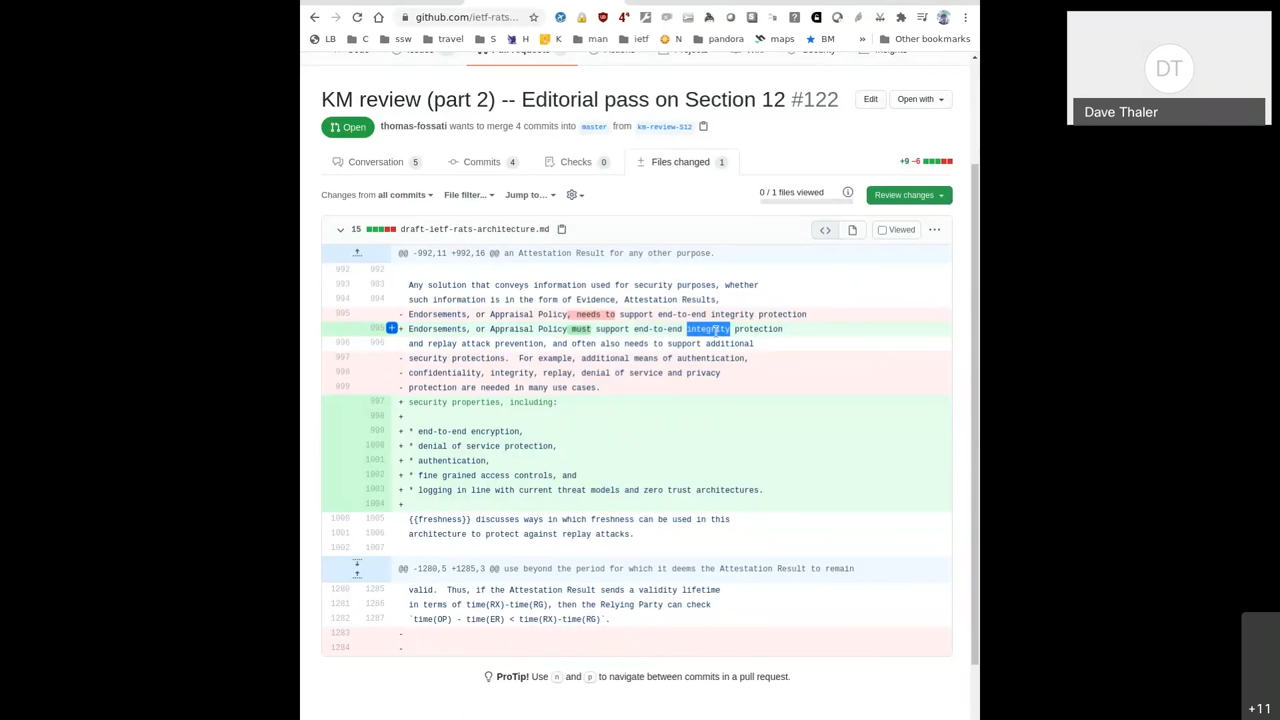 github.com/ietf-rats...
LB
ssw
travel
S
H
K
man
ietf
N
pandora
maps
BM
»
Other bookmarks
KM review (part 2) -- Editorial pass on Section 12 #122
Edit
Open with
Open
thomas-fossati wants to merge 4 commits into master from km-review-S12
Conversation 5
Commits 4
Checks 0
Files changed 1
+9 −6
Changes from all commits
File filter...
Jump to...
0 / 1 files viewed
Review changes
15 draft-ietf-rats-architecture.md
Viewed
@@ -992,11 +992,16 @@ an Attestation Result for any other purpose.
992 992
993 993 Any solution that conveys information used for security purposes, whether
994 994 such information is in the form of Evidence, Attestation Results,
995 - Endorsements, or Appraisal Policy, needs to support end-to-end integrity protection
995 + Endorsements, or Appraisal Policy must support end-to-end integrity protection
996 996 and replay attack prevention, and often also needs to support additional
997 - security protections. For example, additional means of authentication,
998 - confidentiality, integrity, replay, denial of service and privacy
999 - protection are needed in many use cases.
997 + security properties, including:
998 +
999 + * end-to-end encryption,
1000 + * denial of service protection,
1001 + * authentication,
1002 + * fine grained access controls, and
1003 + * logging in line with current threat models and zero trust architectures.
1004 +
1000 1005 {{freshness}} discusses ways in which freshness can be used in this
1001 1006 architecture to protect against replay attacks.
1002 1007
@@ -1280,5 +1285,3 @@ use beyond the period for which it deems the Attestation Result to remain
1280 1285 valid. Thus, if the Attestation Result sends a validity lifetime
1281 1286 in terms of time(RX)-time(RG), then the Relying Party can check
1282 1287 `time(OP) - time(ER) < time(RX)-time(RG)`.
1283 -
1284 -
ProTip! Use n and p to navigate between commits in a pull request.
DT
Dave Thaler
+11